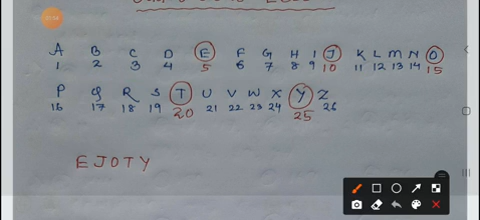 A B C D E F G H I J K L M N O
1 2 3 4 5 6 7 8 9 10 11 12 13 14 15
P Q R S T U V W X Y Z
16 17 18 19 20 21 22 23 24 25 26
E J O T Y